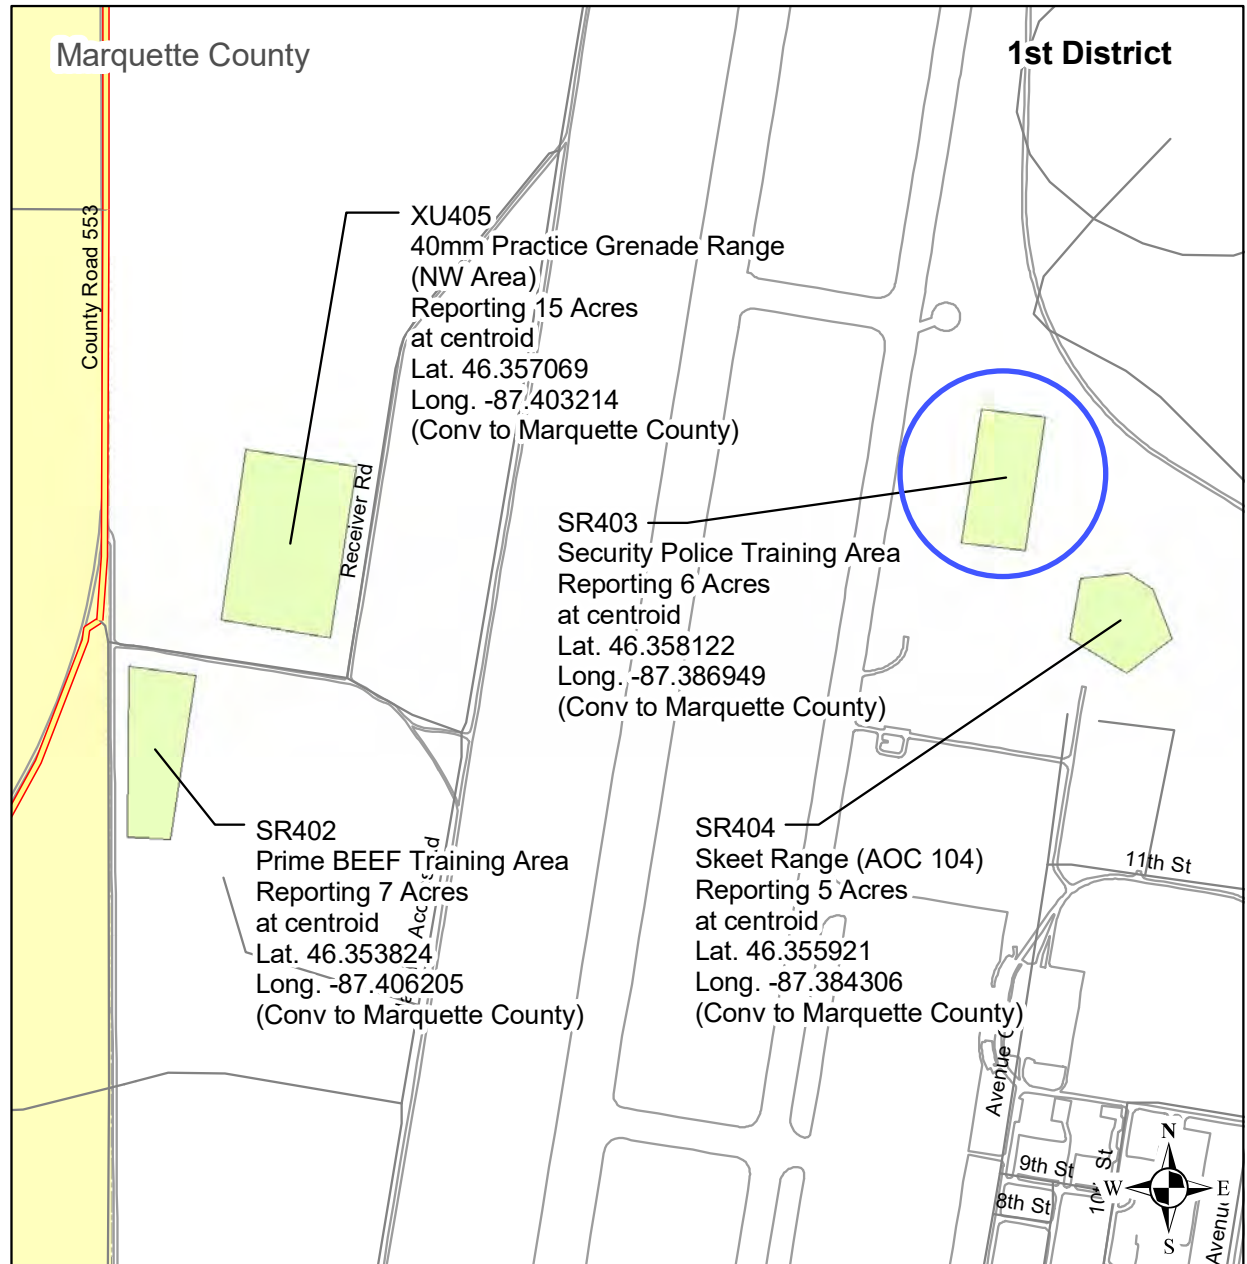 Marquette County
1st District
County Road 553
XU405
40mm Practice Grenade Range
(NW Area)
Reporting 15 Acres
at centroid
Lat. 46.357069
Long. -87.403214
(Conv to Marquette County)
Receiver Rd
SR403
Security Police Training Area
Reporting 6 Acres
at centroid
Lat. 46.358122
Long. -87.386949
(Conv to Marquette County)
SR402
Prime BEEF Training Area
Reporting 7 Acres
at centroid
Lat. 46.353824
Long. -87.406205
(Conv to Marquette County)
SR404
Skeet Range (AOC 104)
Reporting 5 Acres
at centroid
Lat. 46.355921
Long. -87.384306
(Conv to Marquette County)
11th St
Avenue
9th St
8th St
St
N
W
E
S
Avenu